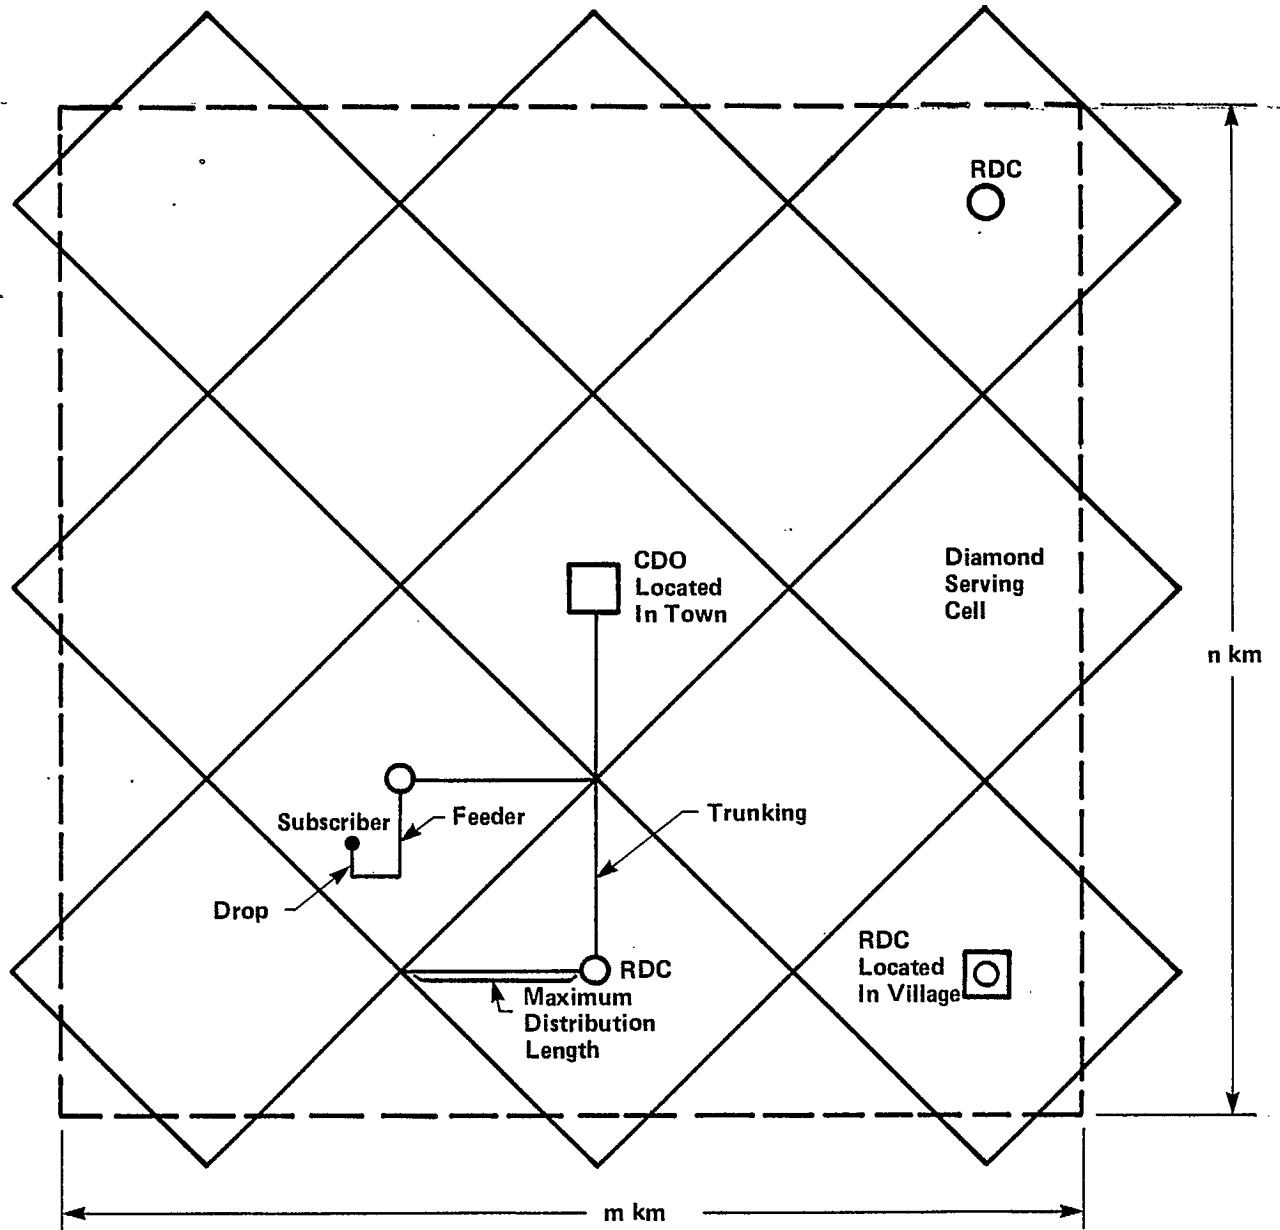 RDC
CDO
Located
In Town
Diamond
Serving
Cell
n km
Subscriber
Feeder
Trunking
Drop
RDC
Maximum
Distribution
Length
RDC
Located
In Village
m km